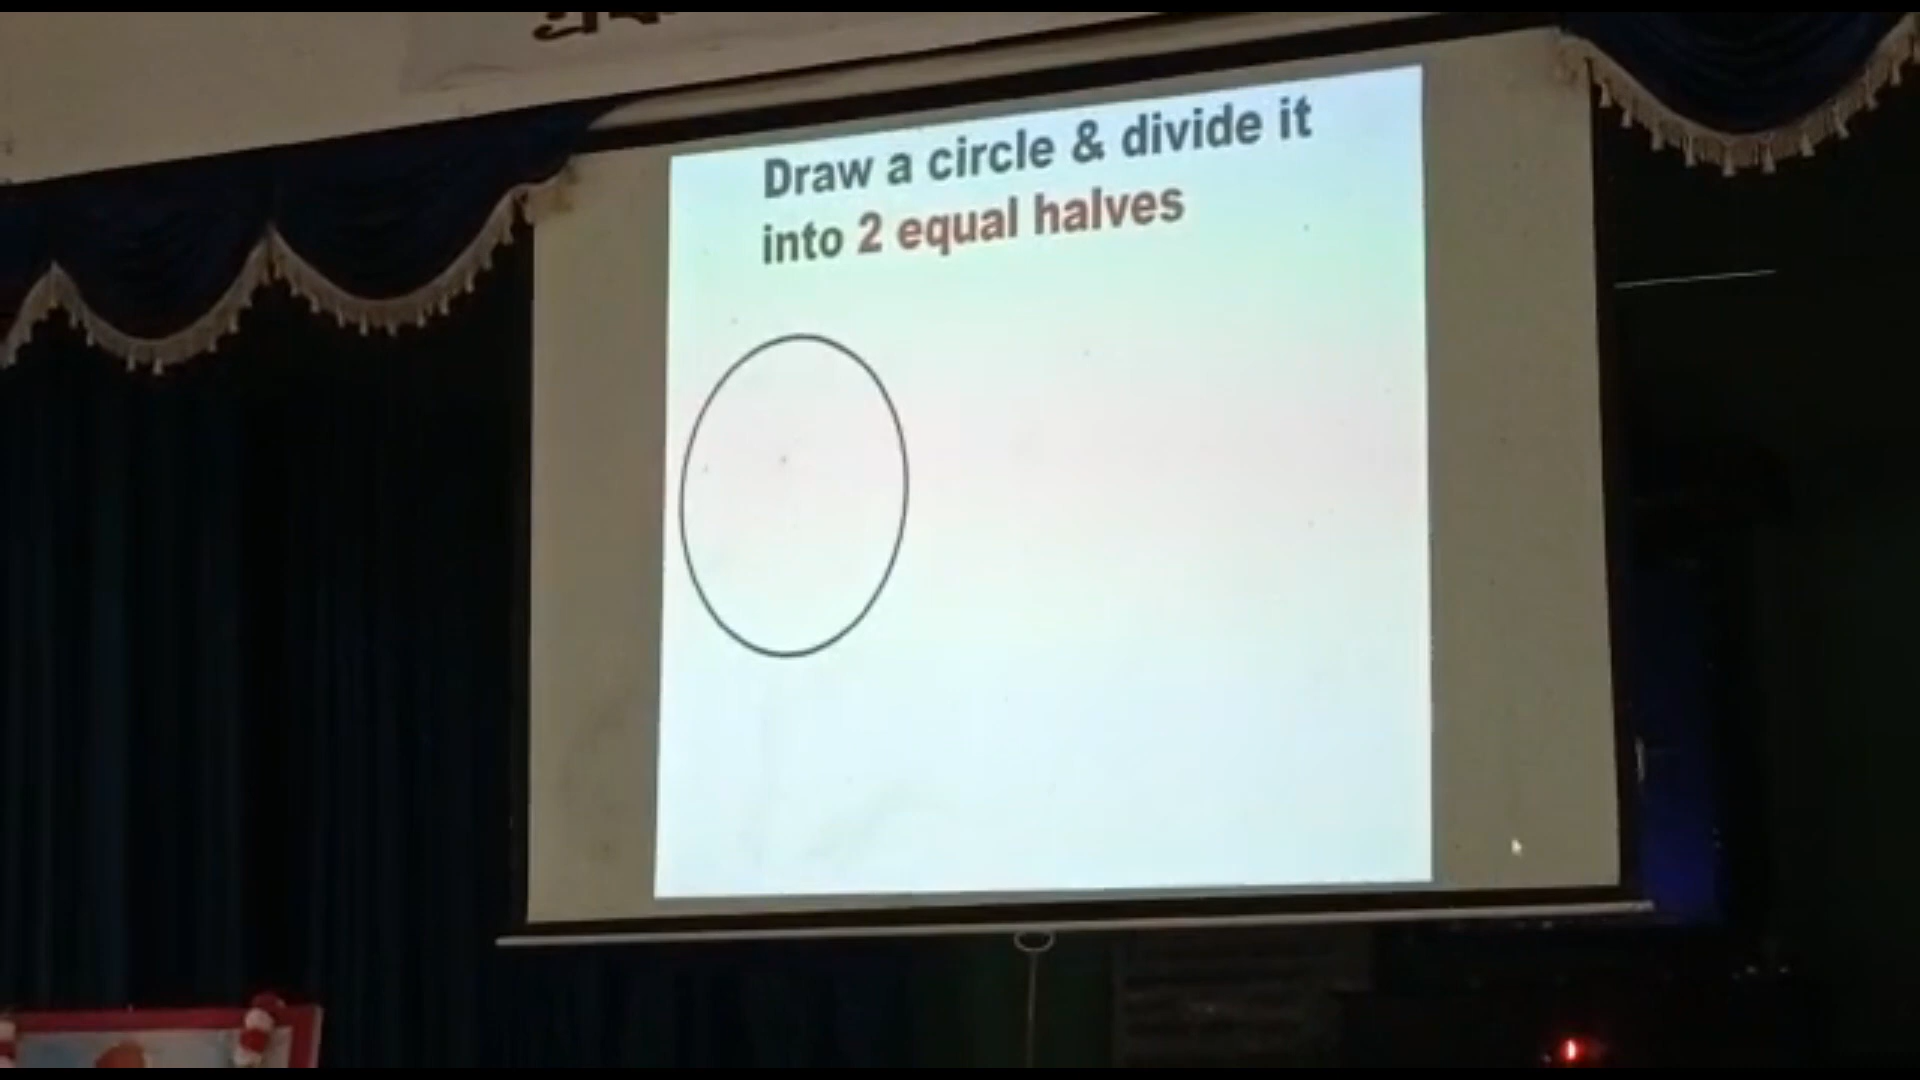 Draw a circle & divide it
into 2 equal halves